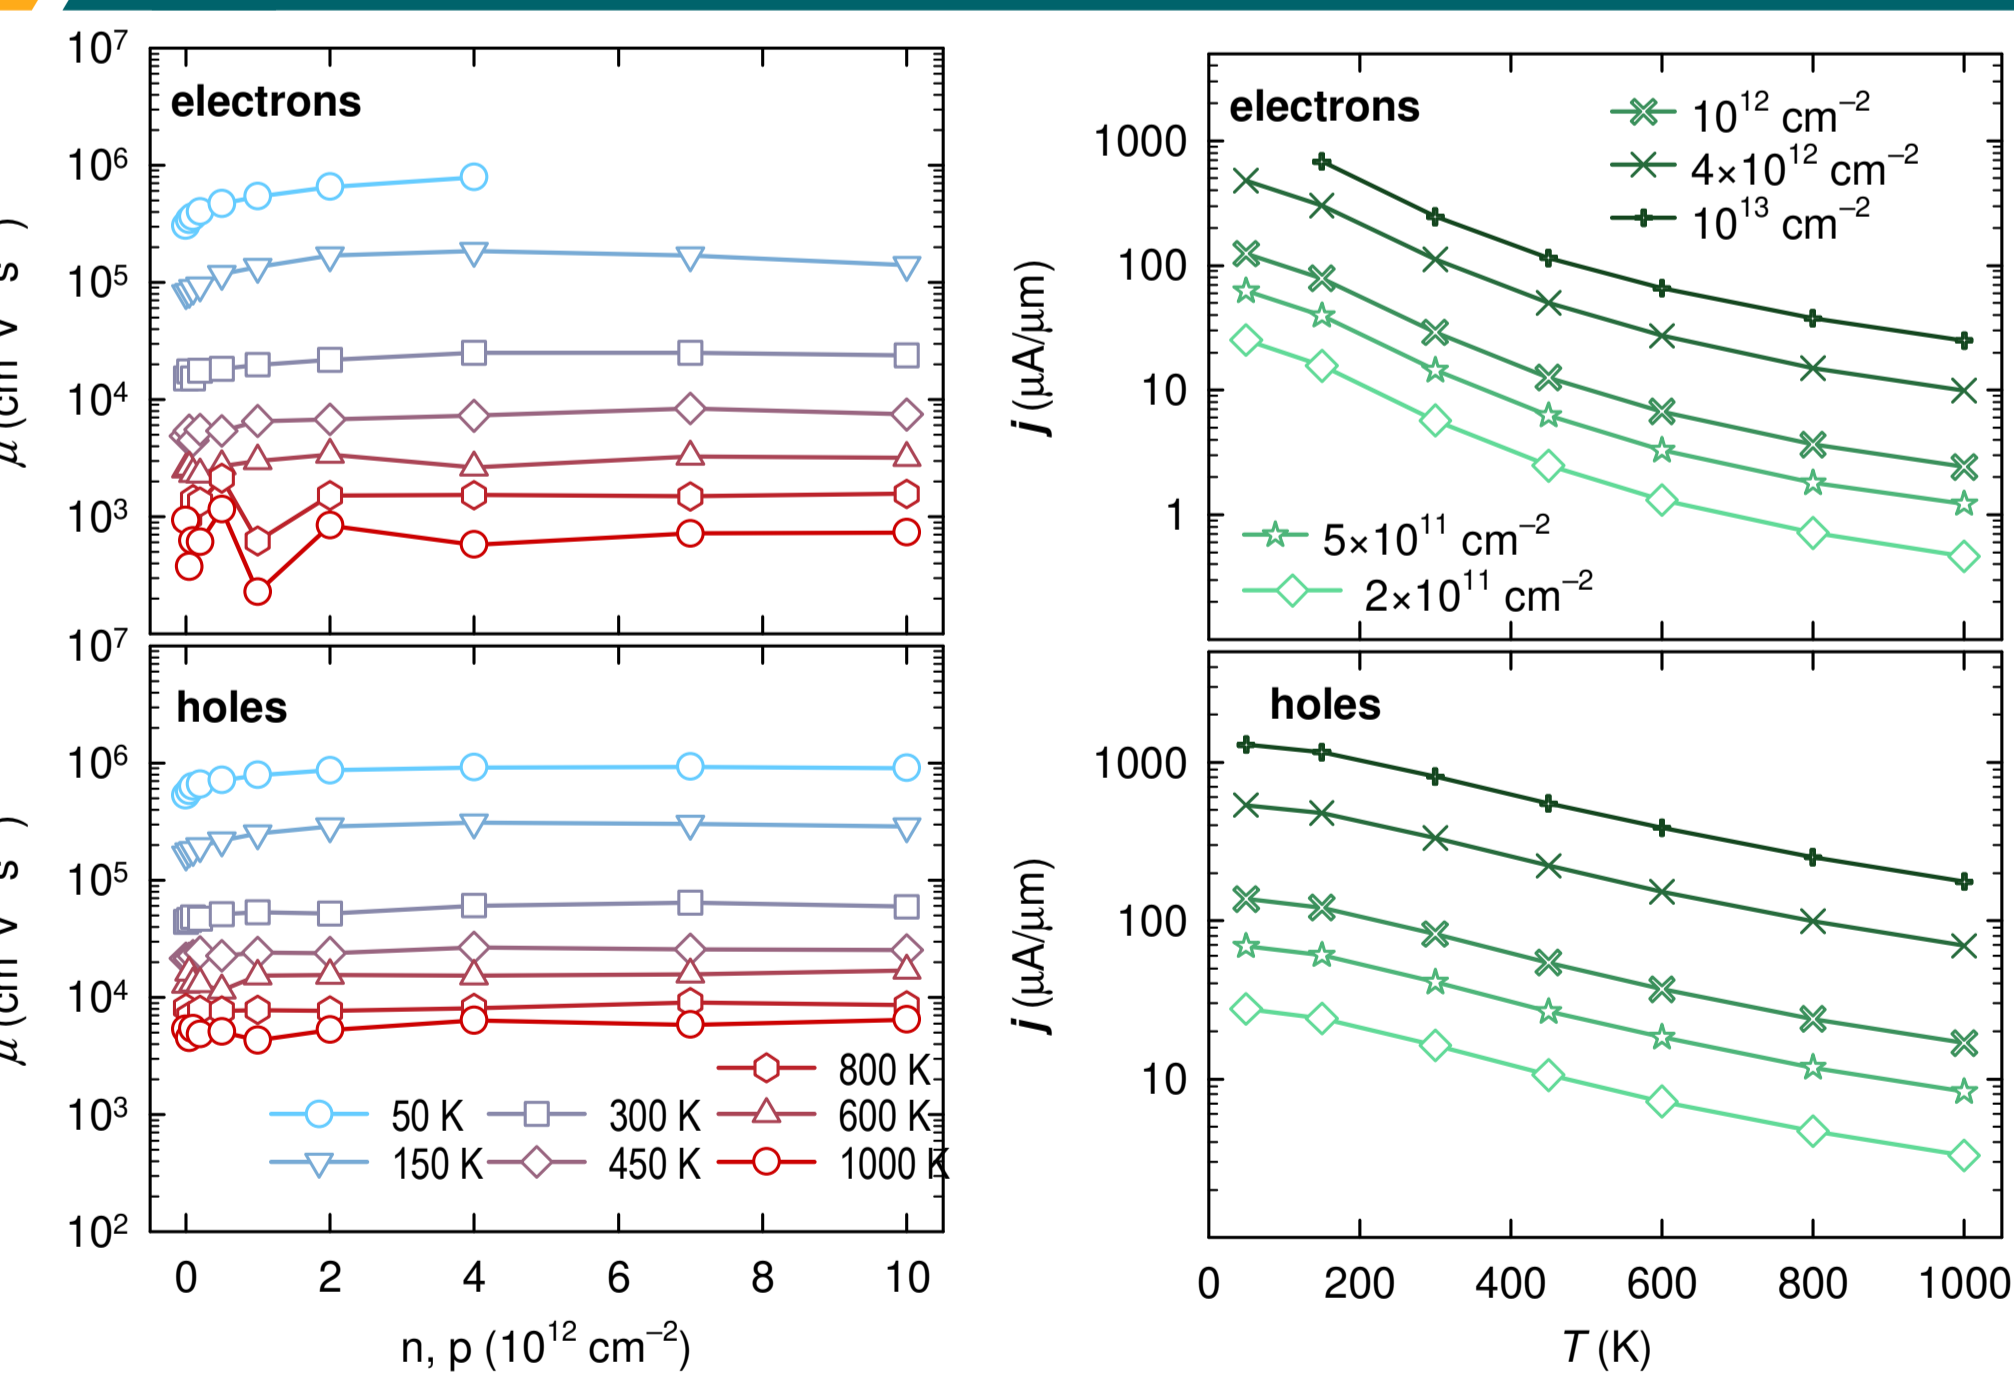 electrons
10⁷
10⁶
10⁵
10⁴
10³
μ (cm
holes
10⁷
10⁶
10⁵
10⁴
10³
10²
μ (cm
800 K
50 K 300 K 600 K
150 K 450 K 1000 K
0 2 4 6 8 10
n, p (10¹² cm⁻²)
electrons
10¹² cm⁻²
4×10¹² cm⁻²
10¹³ cm⁻²
1000
100
10
1
j (μA/μm)
5×10¹¹ cm⁻²
2×10¹¹ cm⁻²
holes
1000
100
10
j (μA/μm)
0 200 400 600 800 1000
T (K)